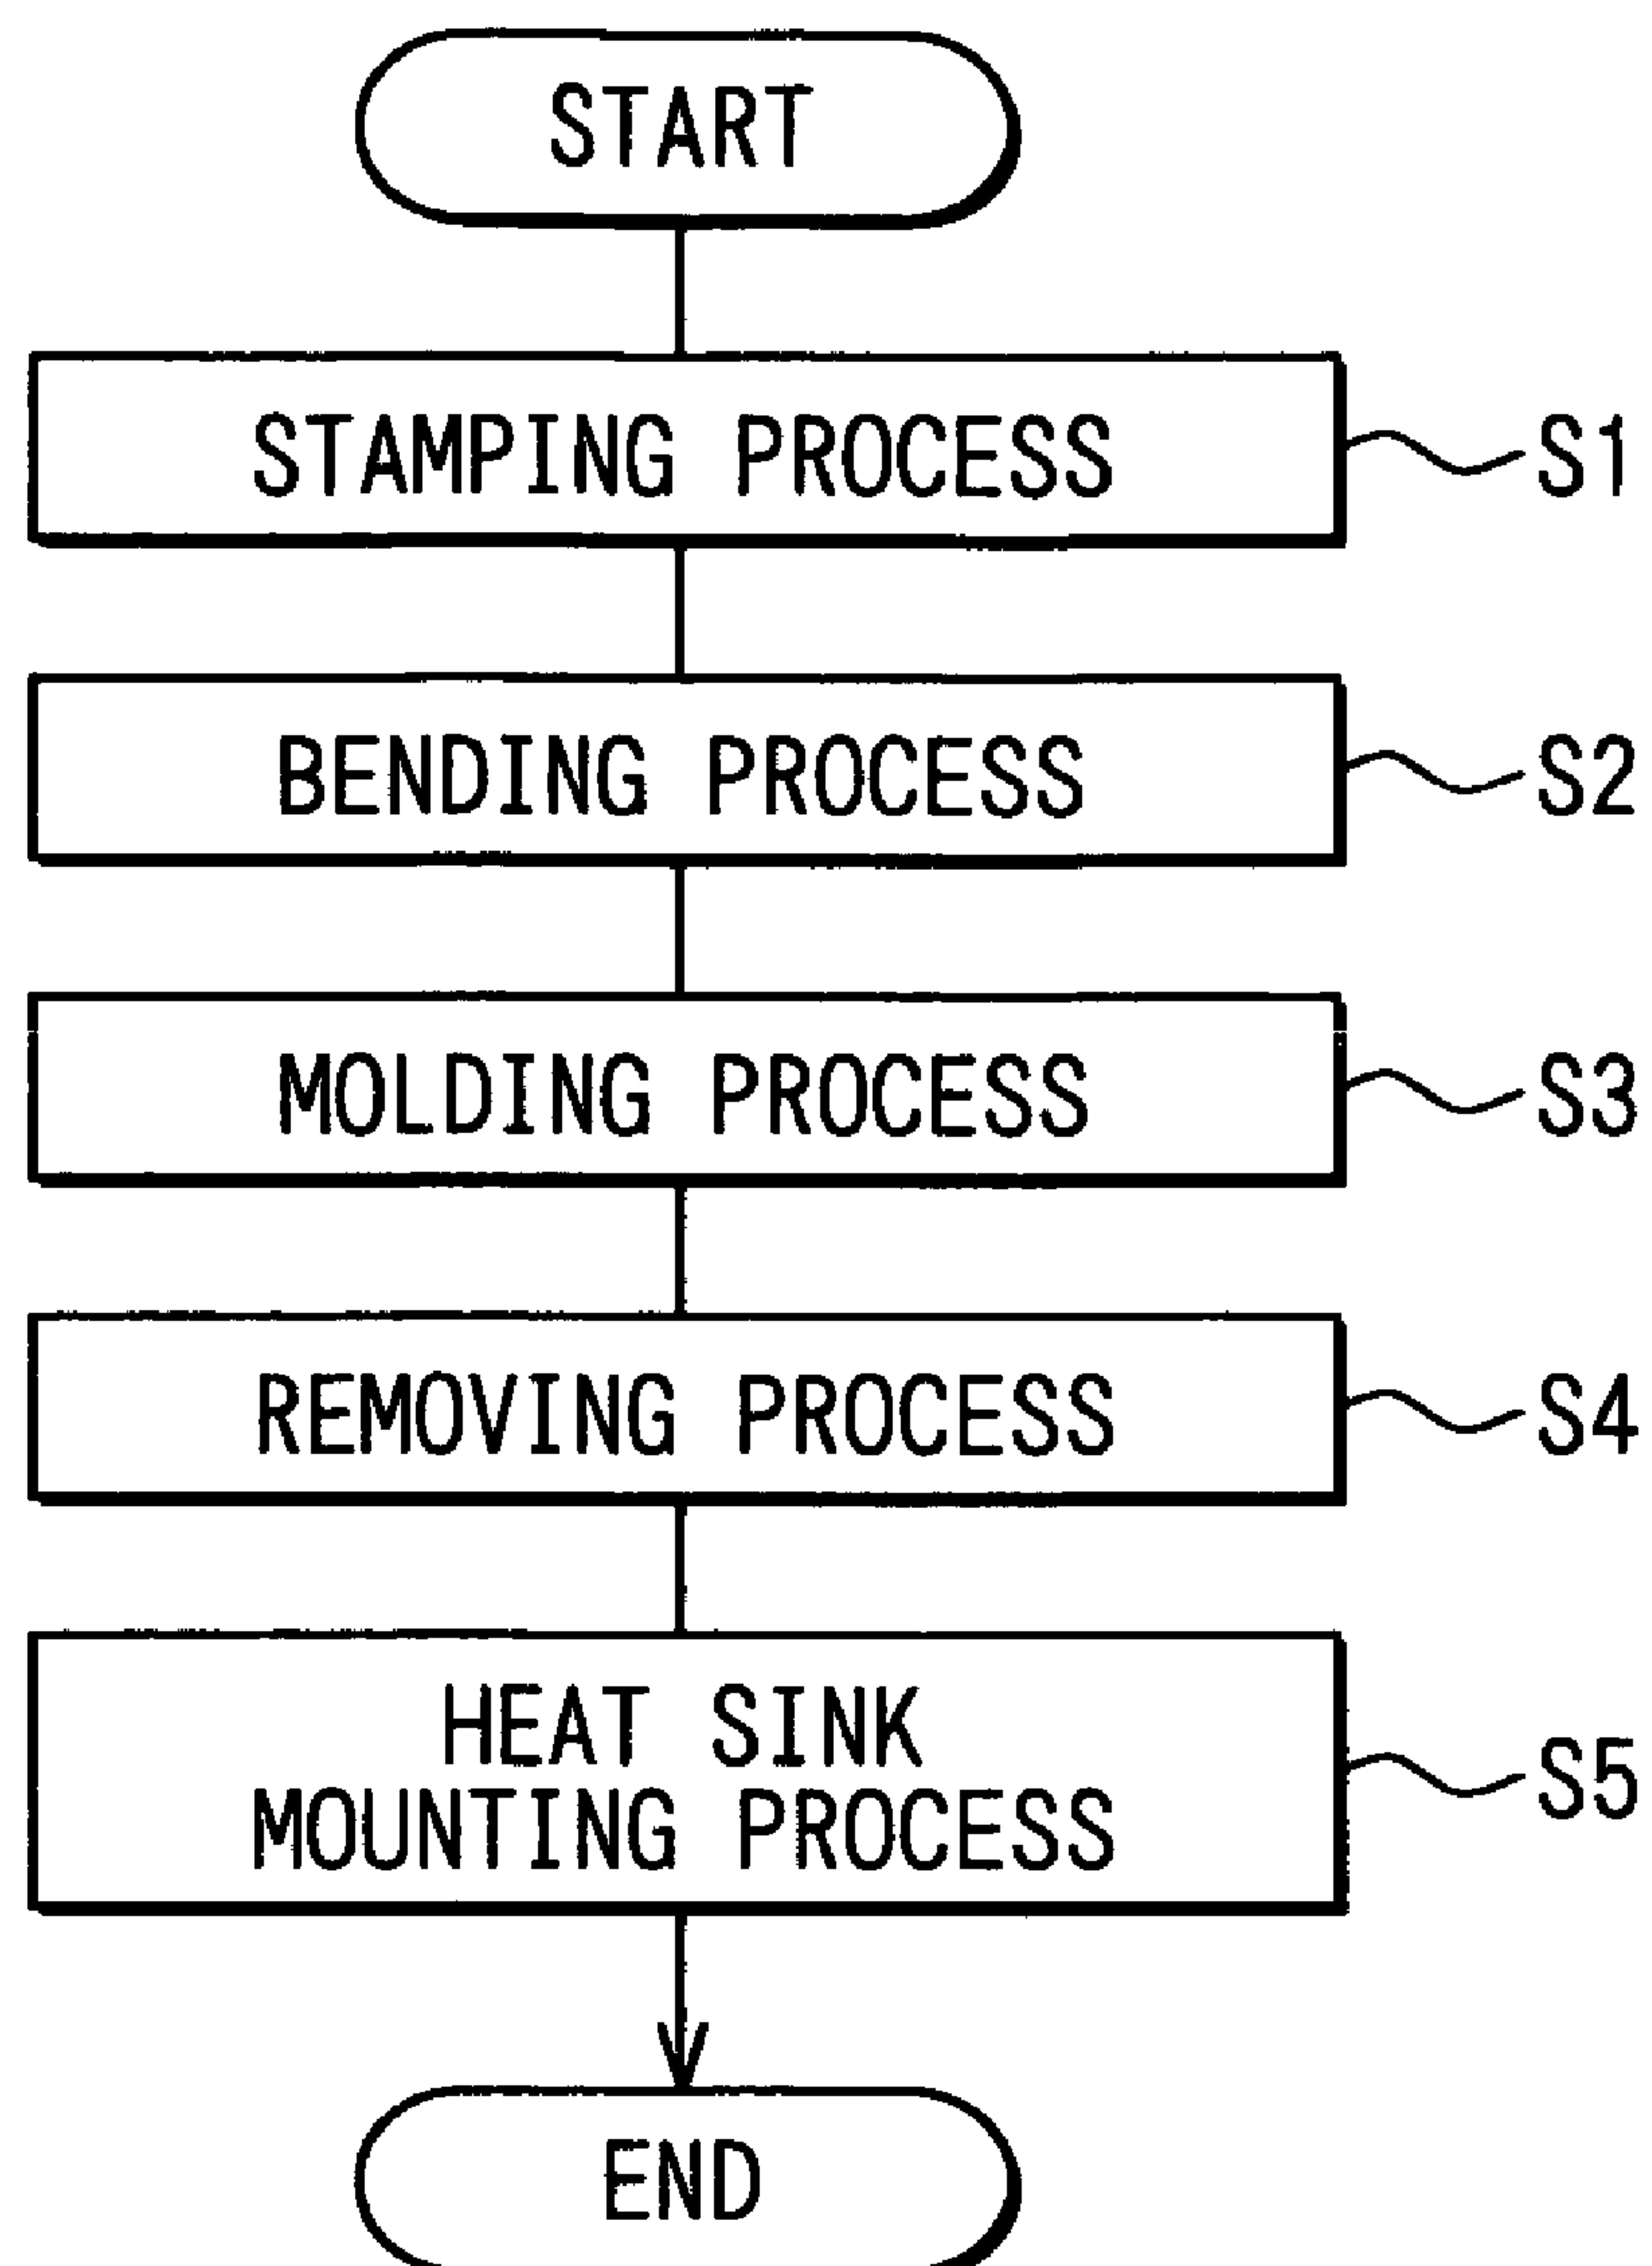 START
STAMPING PROCESS
S1
BENDING PROCESS
S2
MOLDING PROCESS
S3
REMOVING PROCESS
S4
HEAT SINK
MOUNTING PROCESS
S5
END